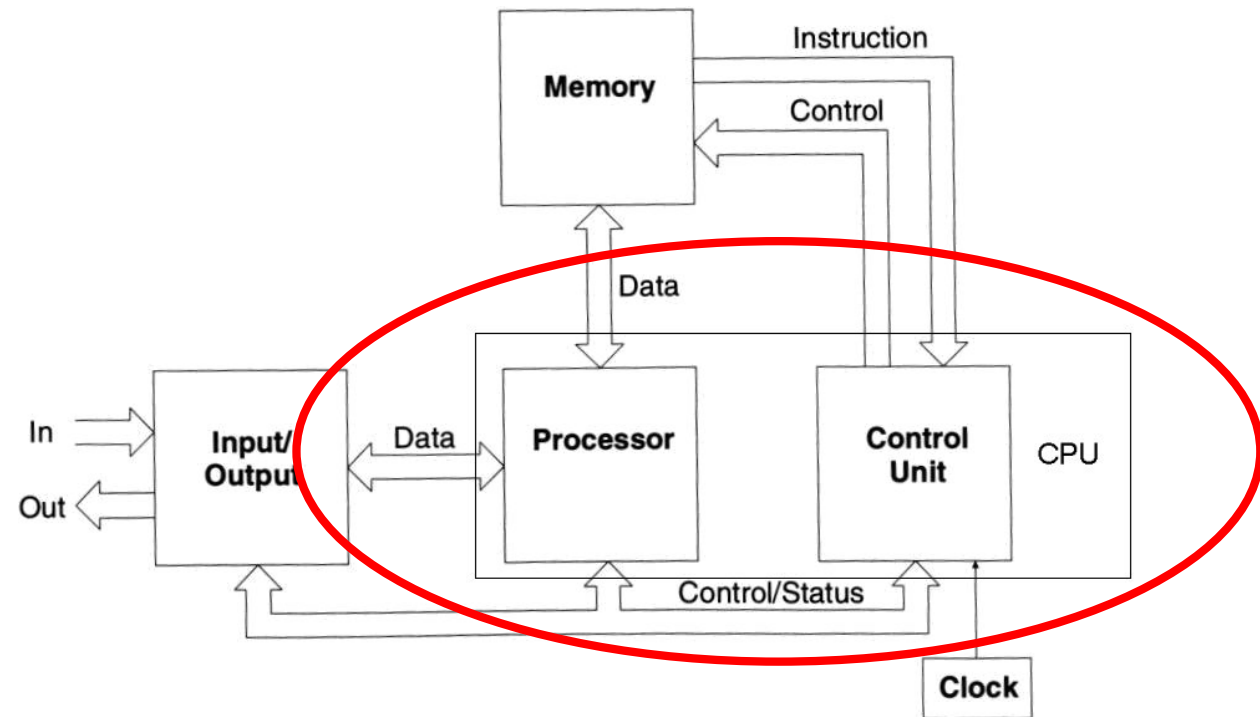 Instruction
Memory
Control
Data
In
Input/
Output
Data
Processor
Control
Unit
CPU
Out
Control/Status
Clock